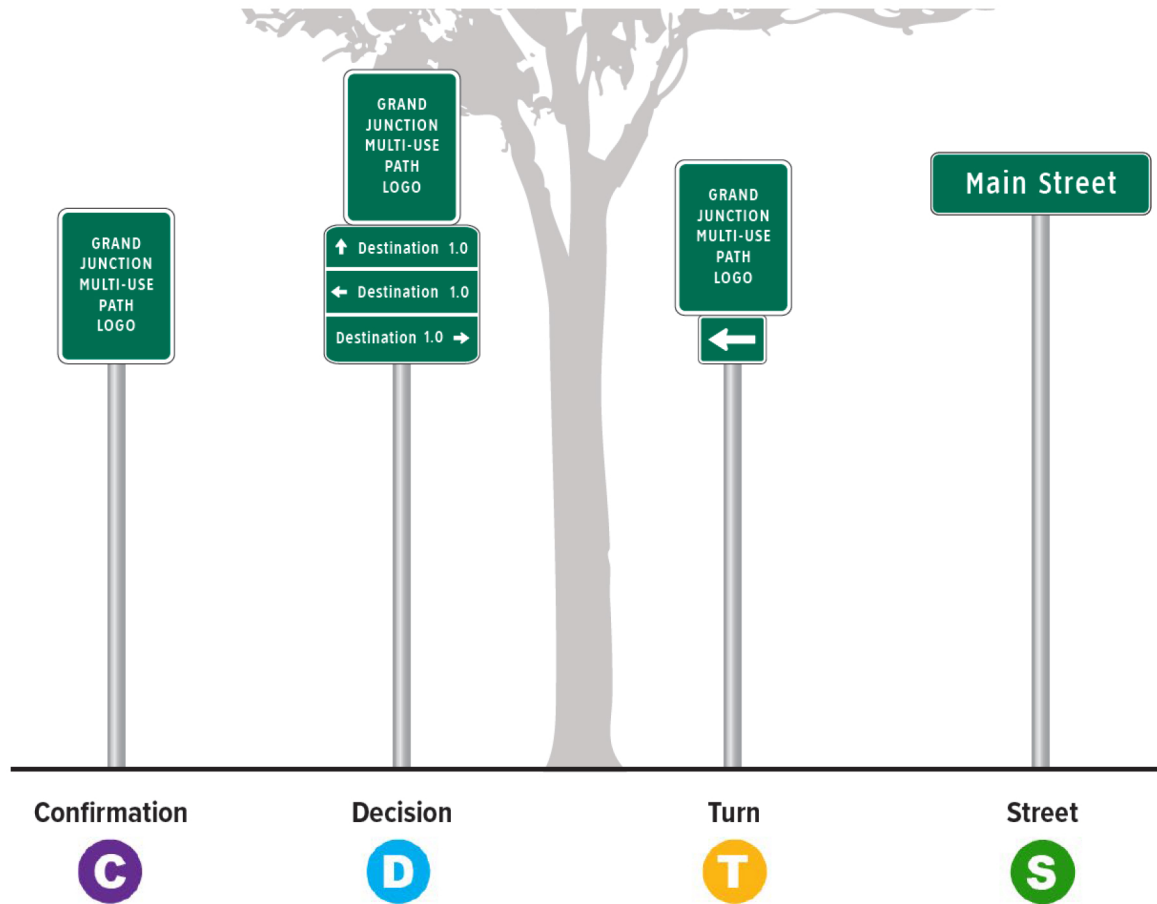 GRAND
JUNCTION
MULTI-USE
PATH
LOGO
GRAND
JUNCTION
MULTI-USE
PATH
LOGO
↑ Destination 1.0
← Destination 1.0
Destination 1.0 →
GRAND
JUNCTION
MULTI-USE
PATH
LOGO
←
Main Street
Confirmation
C
Decision
D
Turn
T
Street
S